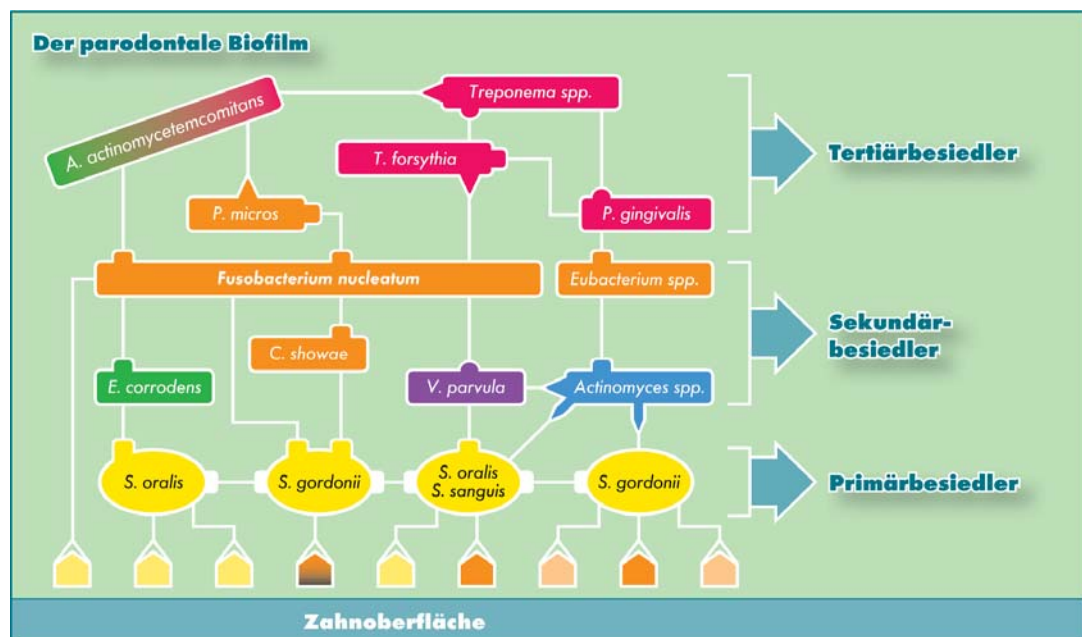 Der parodontale Biofilm
A. actinomycetemcomitans
Treponema spp.
T. forsythia
P. micros
P. gingivalis
Tertiärbesiedler
Fusobacterium nucleatum
Eubacterium spp.
C. showae
Sekundär-
besiedler
E. corrodens
V. parvula
Actinomyces spp.
S. oralis
S. gordonii
S. oralis
S. sanguis
S. gordonii
Primärbesiedler
Zahnoberfläche